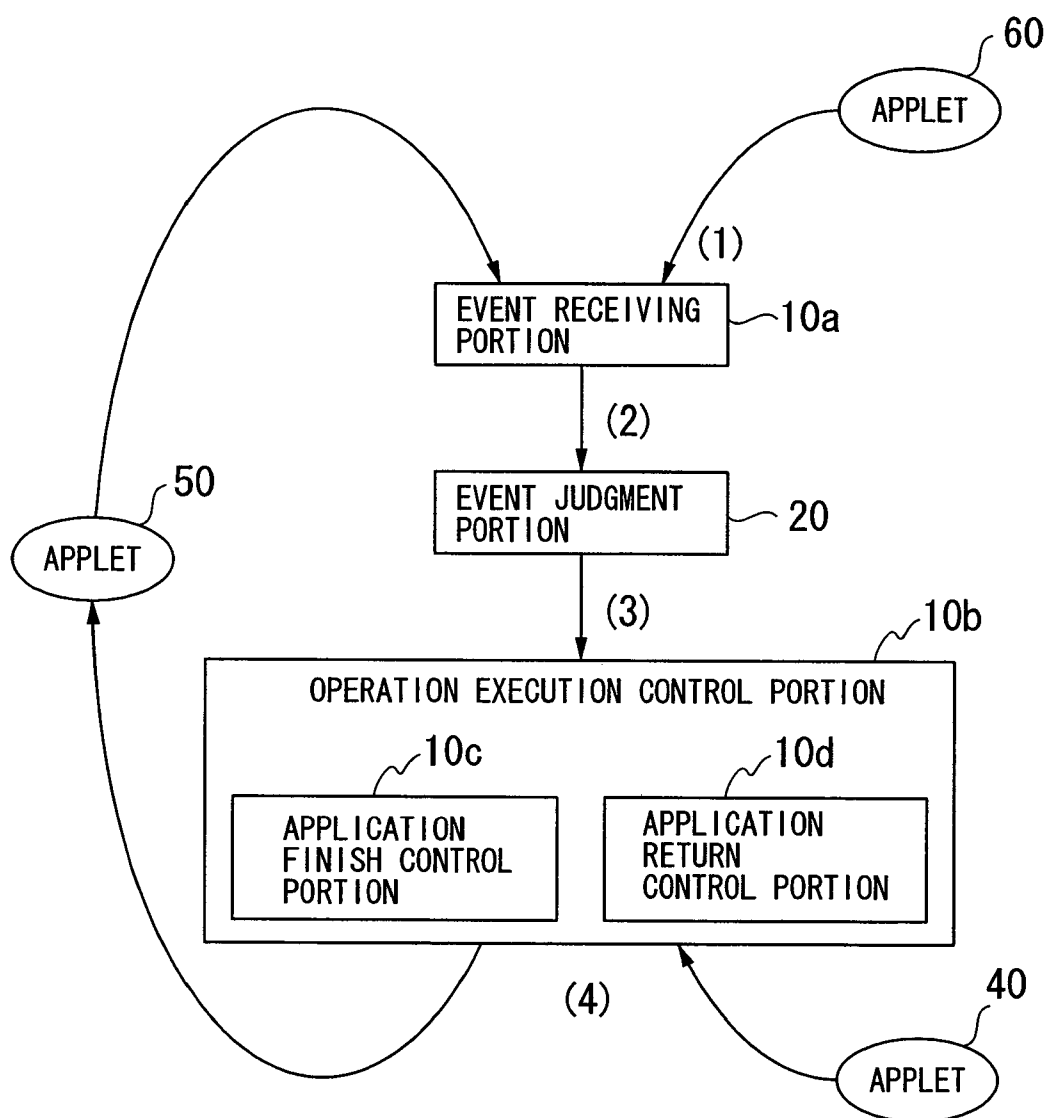 60
APPLET
(1)
EVENT RECEIVING
PORTION
10a
(2)
50
EVENT JUDGMENT
PORTION
20
APPLET
(3)
10b
OPERATION EXECUTION CONTROL PORTION
10c
10d
APPLICATION
FINISH CONTROL
PORTION
APPLICATION
RETURN
CONTROL PORTION
(4)
40
APPLET